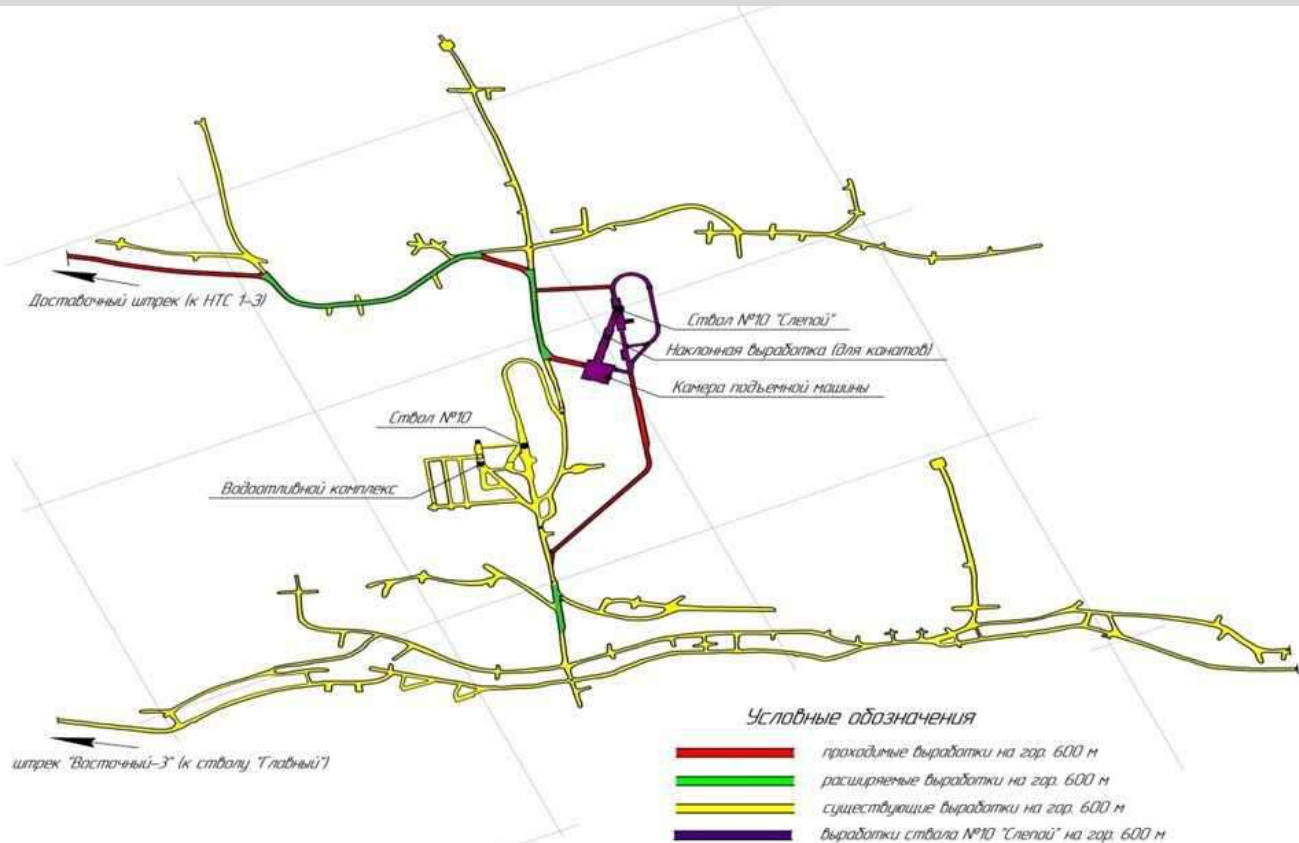 Доставочный штрек (к НТС 1-3)
Ствол №10 "Слепой"
Наклонная выработка (для канатов)
Камера подъемной машины
Ствол №10
Водоотливной комплекс
штрек "Восточный-3" (к стволу "Главный")
Условные обозначения
проходимые выработки на гор. 600 м
расширяемые выработки на гор. 600 м
существующие выработки на гор. 600 м
выработки ствола №10 "Слепой" на гор. 600 м